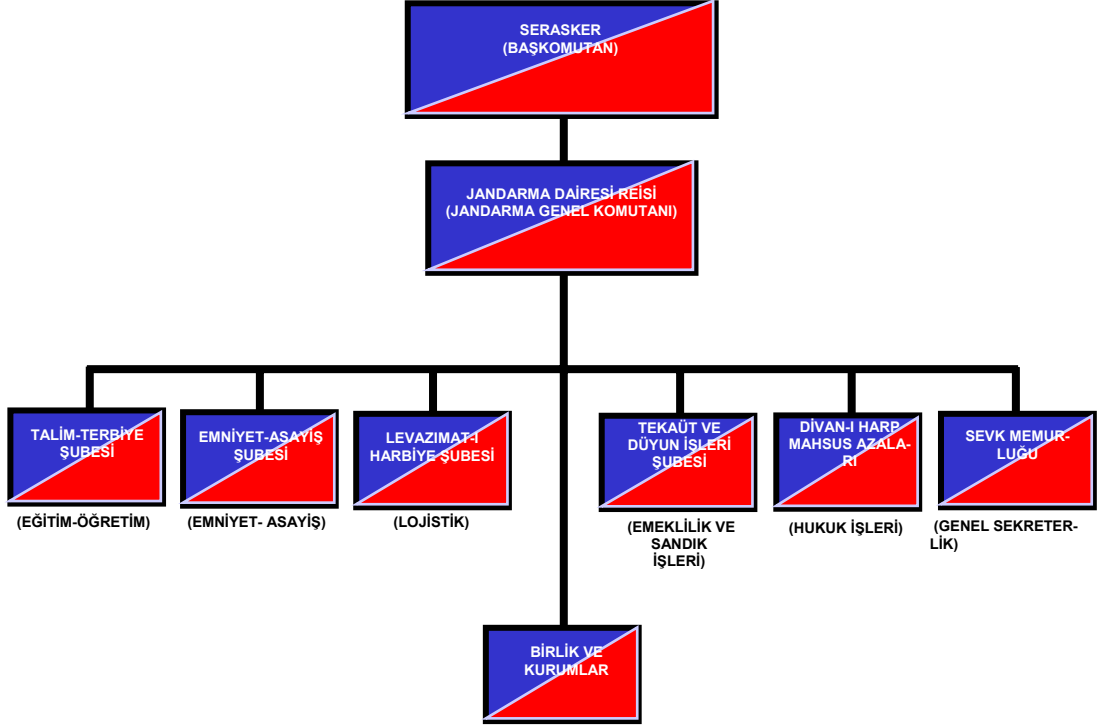 SERASKER
(BAŞKOMUTAN)
JANDARMA DAİRESİ REİSİ
(JANDARMA GENEL KOMUTANI)
TALİM-TERBİYE
ŞUBESİ
(EĞİTİM-ÖĞRETİM)
EMNİYET-ASAYİŞ
ŞUBESİ
(EMNİYET- ASAYİŞ)
LEVAZIMAT-I
HARBİYE ŞUBESİ
(LOJİSTİK)
TEKAÜT VE
DÜYUN İŞLERİ
ŞUBESİ
(EMEKLİLİK VE
SANDIK
İŞLERİ)
DİVAN-I HARP
MAHSUS AZALA-
RI
(HUKUK İŞLERİ)
SEVK MEMUR-
LUĞU
(GENEL SEKRETER-
LİK)
BİRLİK VE
KURUMLAR